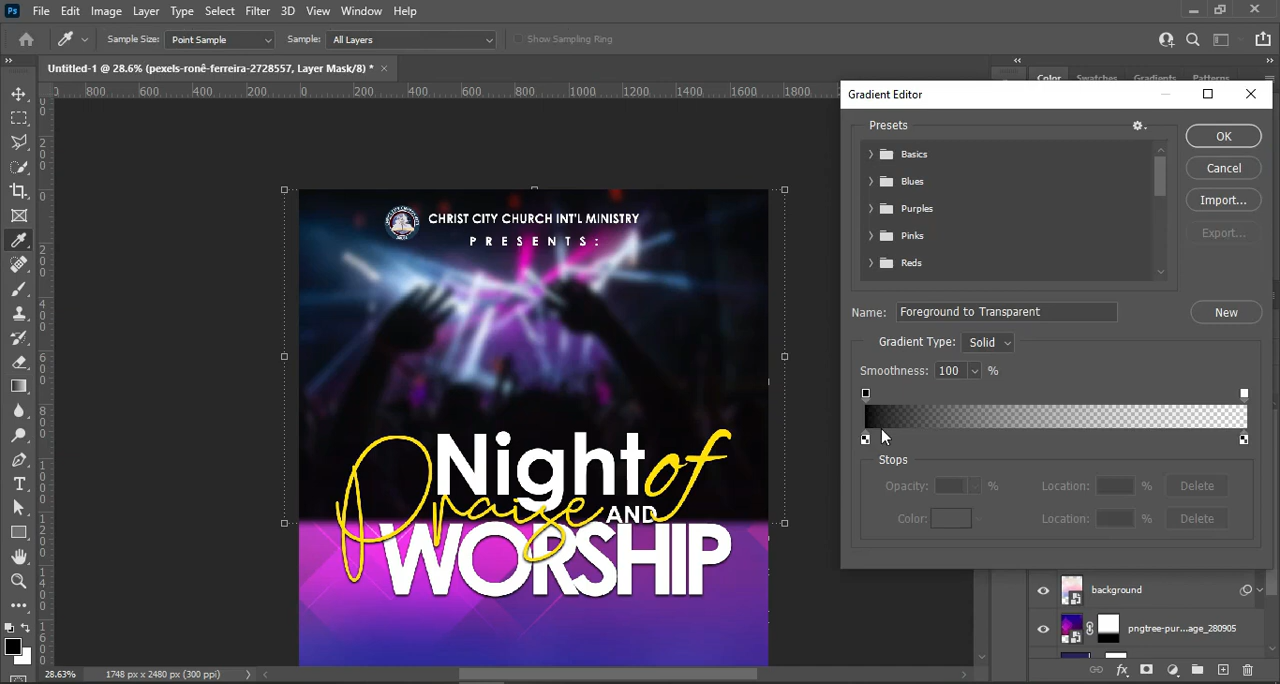 Ps File Edit Image Layer Type Select Filter 3D View Window Help
Sample Size: Point Sample Sample: All Layers Show Sampling Ring
Untitled-1 @ 28.6% (pexels-ronê-ferreira-2728557, Layer Mask/8) * ×
Color Swatches Gradients Patterns
0 800 600 400 200 0 200 400 600 800 1000 1200 1400 1600 1800
Gradient Editor
Presets
Basics
Blues
Purples
Pinks
Reds
OK
Cancel
Import...
Export...
Name: Foreground to Transparent New
Gradient Type: Solid
Smoothness: 100 %
Stops
Opacity: % Location: % Delete
Color: Location: % Delete
CHRIST CITY CHURCH INT'L MINISTRY
PRESENTS:
Night of
Praise AND
WORSHIP
background
pngtree-pur...age_280905
28.63% 1748 px x 2480 px (300 ppi)